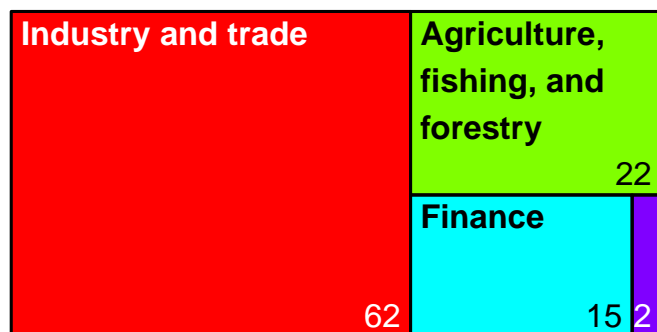 Industry and trade
62
Agriculture,
fishing, and
forestry
22
Finance
15
2